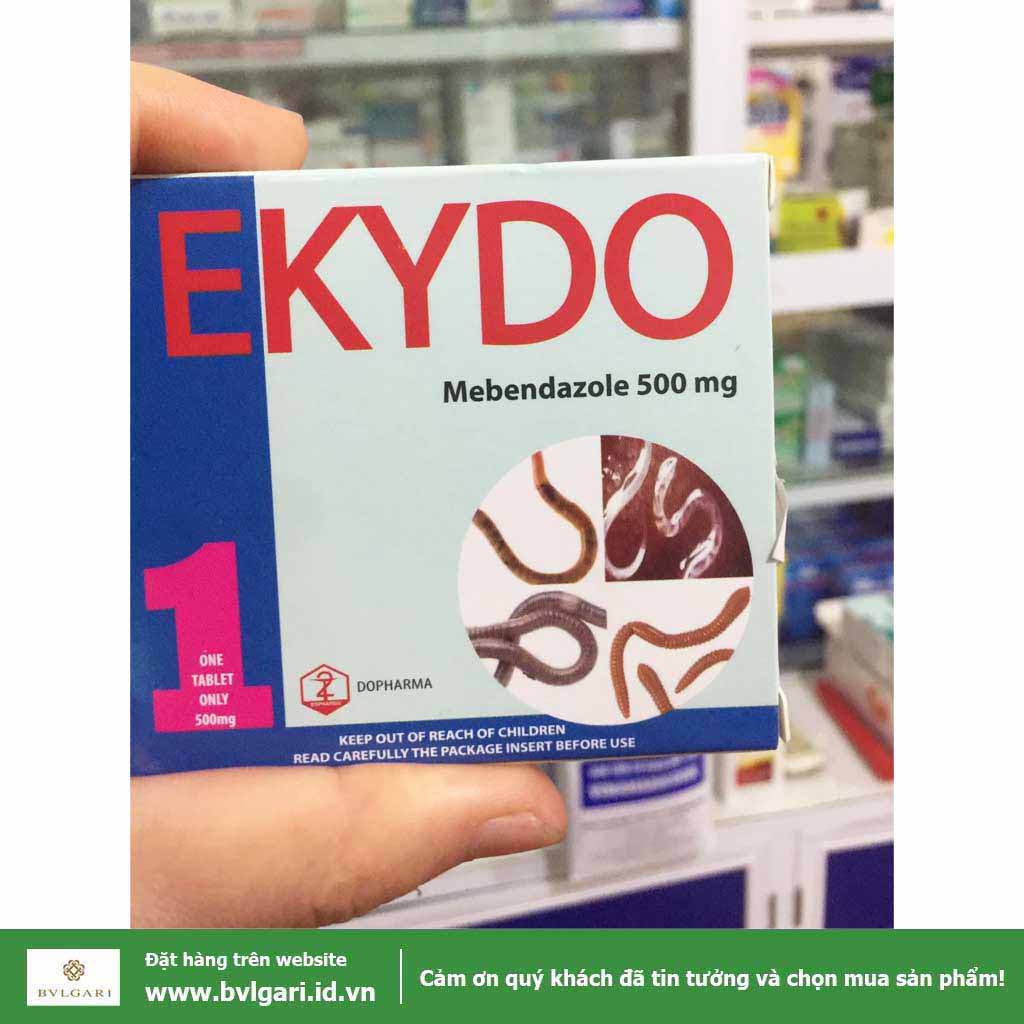 EKYDO
Mebendazole 500 mg
1
ONE
TABLET
ONLY
500mg
DOPHARMA
DOPHARMA
KEEP OUT OF REACH OF CHILDREN
READ CAREFULLY THE PACKAGE INSERT BEFORE USE
BVLGARI
Đặt hàng trên website
www.bvlgari.id.vn
Cảm ơn quý khách đã tin tưởng và chọn mua sản phẩm!